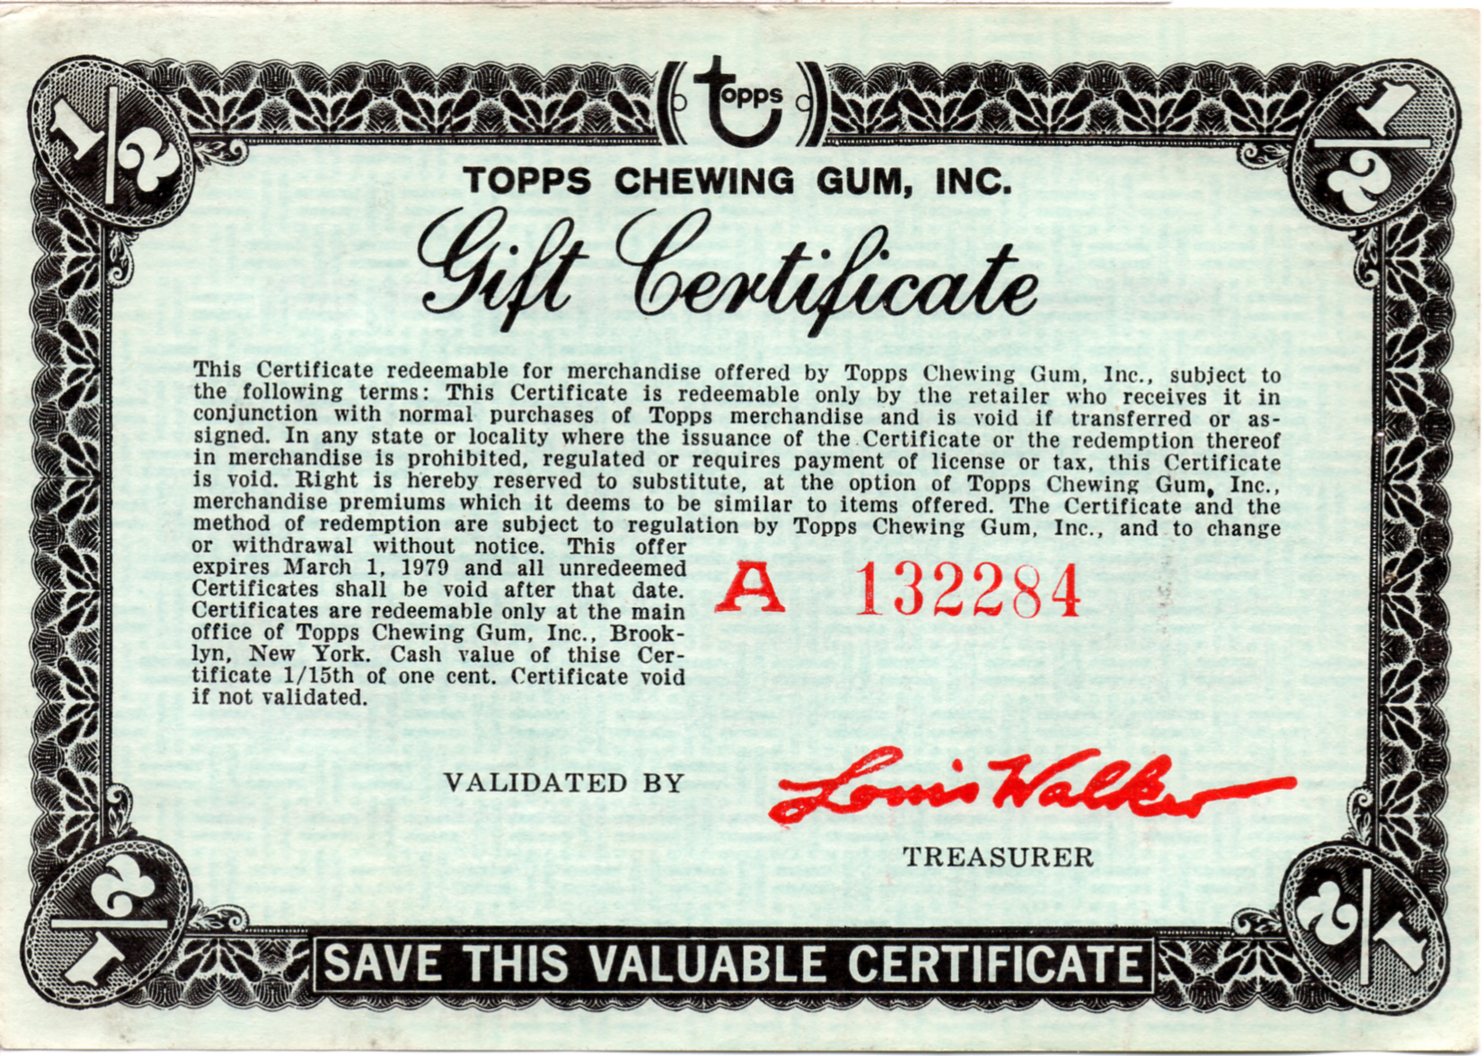 1/2
topps
1/2
TOPPS CHEWING GUM, INC.
Gift Certificate
This Certificate redeemable for merchandise offered by Topps Chewing Gum, Inc., subject to
the following terms: This Certificate is redeemable only by the retailer who receives it in
conjunction with normal purchases of Topps merchandise and is void if transferred or as-
signed. In any state or locality where the issuance of the Certificate or the redemption thereof
in merchandise is prohibited, regulated or requires payment of license or tax, this Certificate
is void. Right is hereby reserved to substitute, at the option of Topps Chewing Gum, Inc.,
merchandise premiums which it deems to be similar to items offered. The Certificate and the
method of redemption are subject to regulation by Topps Chewing Gum, Inc., and to change
or withdrawal without notice. This offer
expires March 1, 1979 and all unredeemed
Certificates shall be void after that date.
Certificates are redeemable only at the main
office of Topps Chewing Gum, Inc., Brook-
lyn, New York. Cash value of thise Cer-
tificate 1/15th of one cent. Certificate void
if not validated.
A 132284
VALIDATED BY
Louis Walker
TREASURER
1/2
SAVE THIS VALUABLE CERTIFICATE
1/2